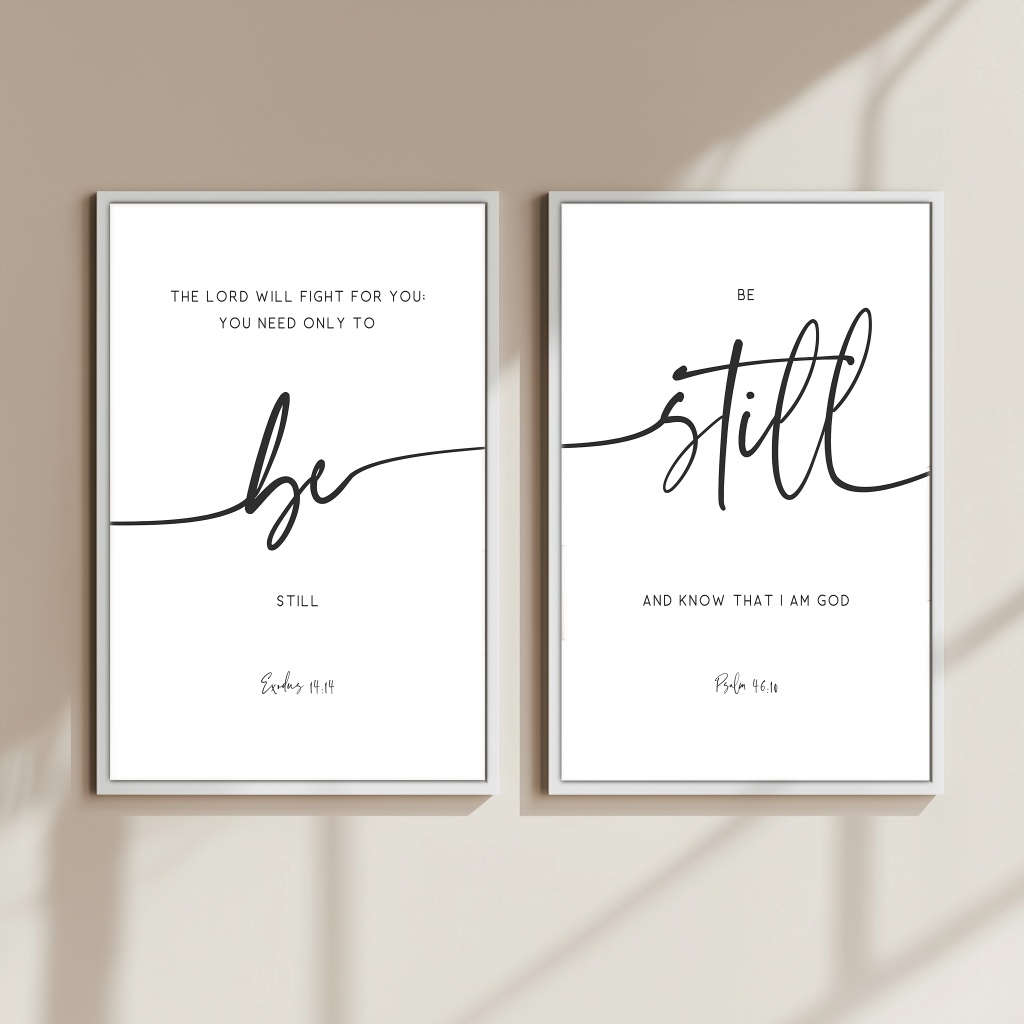 THE LORD WILL FIGHT FOR YOU;
YOU NEED ONLY TO
be
STILL
Exodus 14:14
BE
still
AND KNOW THAT I AM GOD
Psalm 46:10